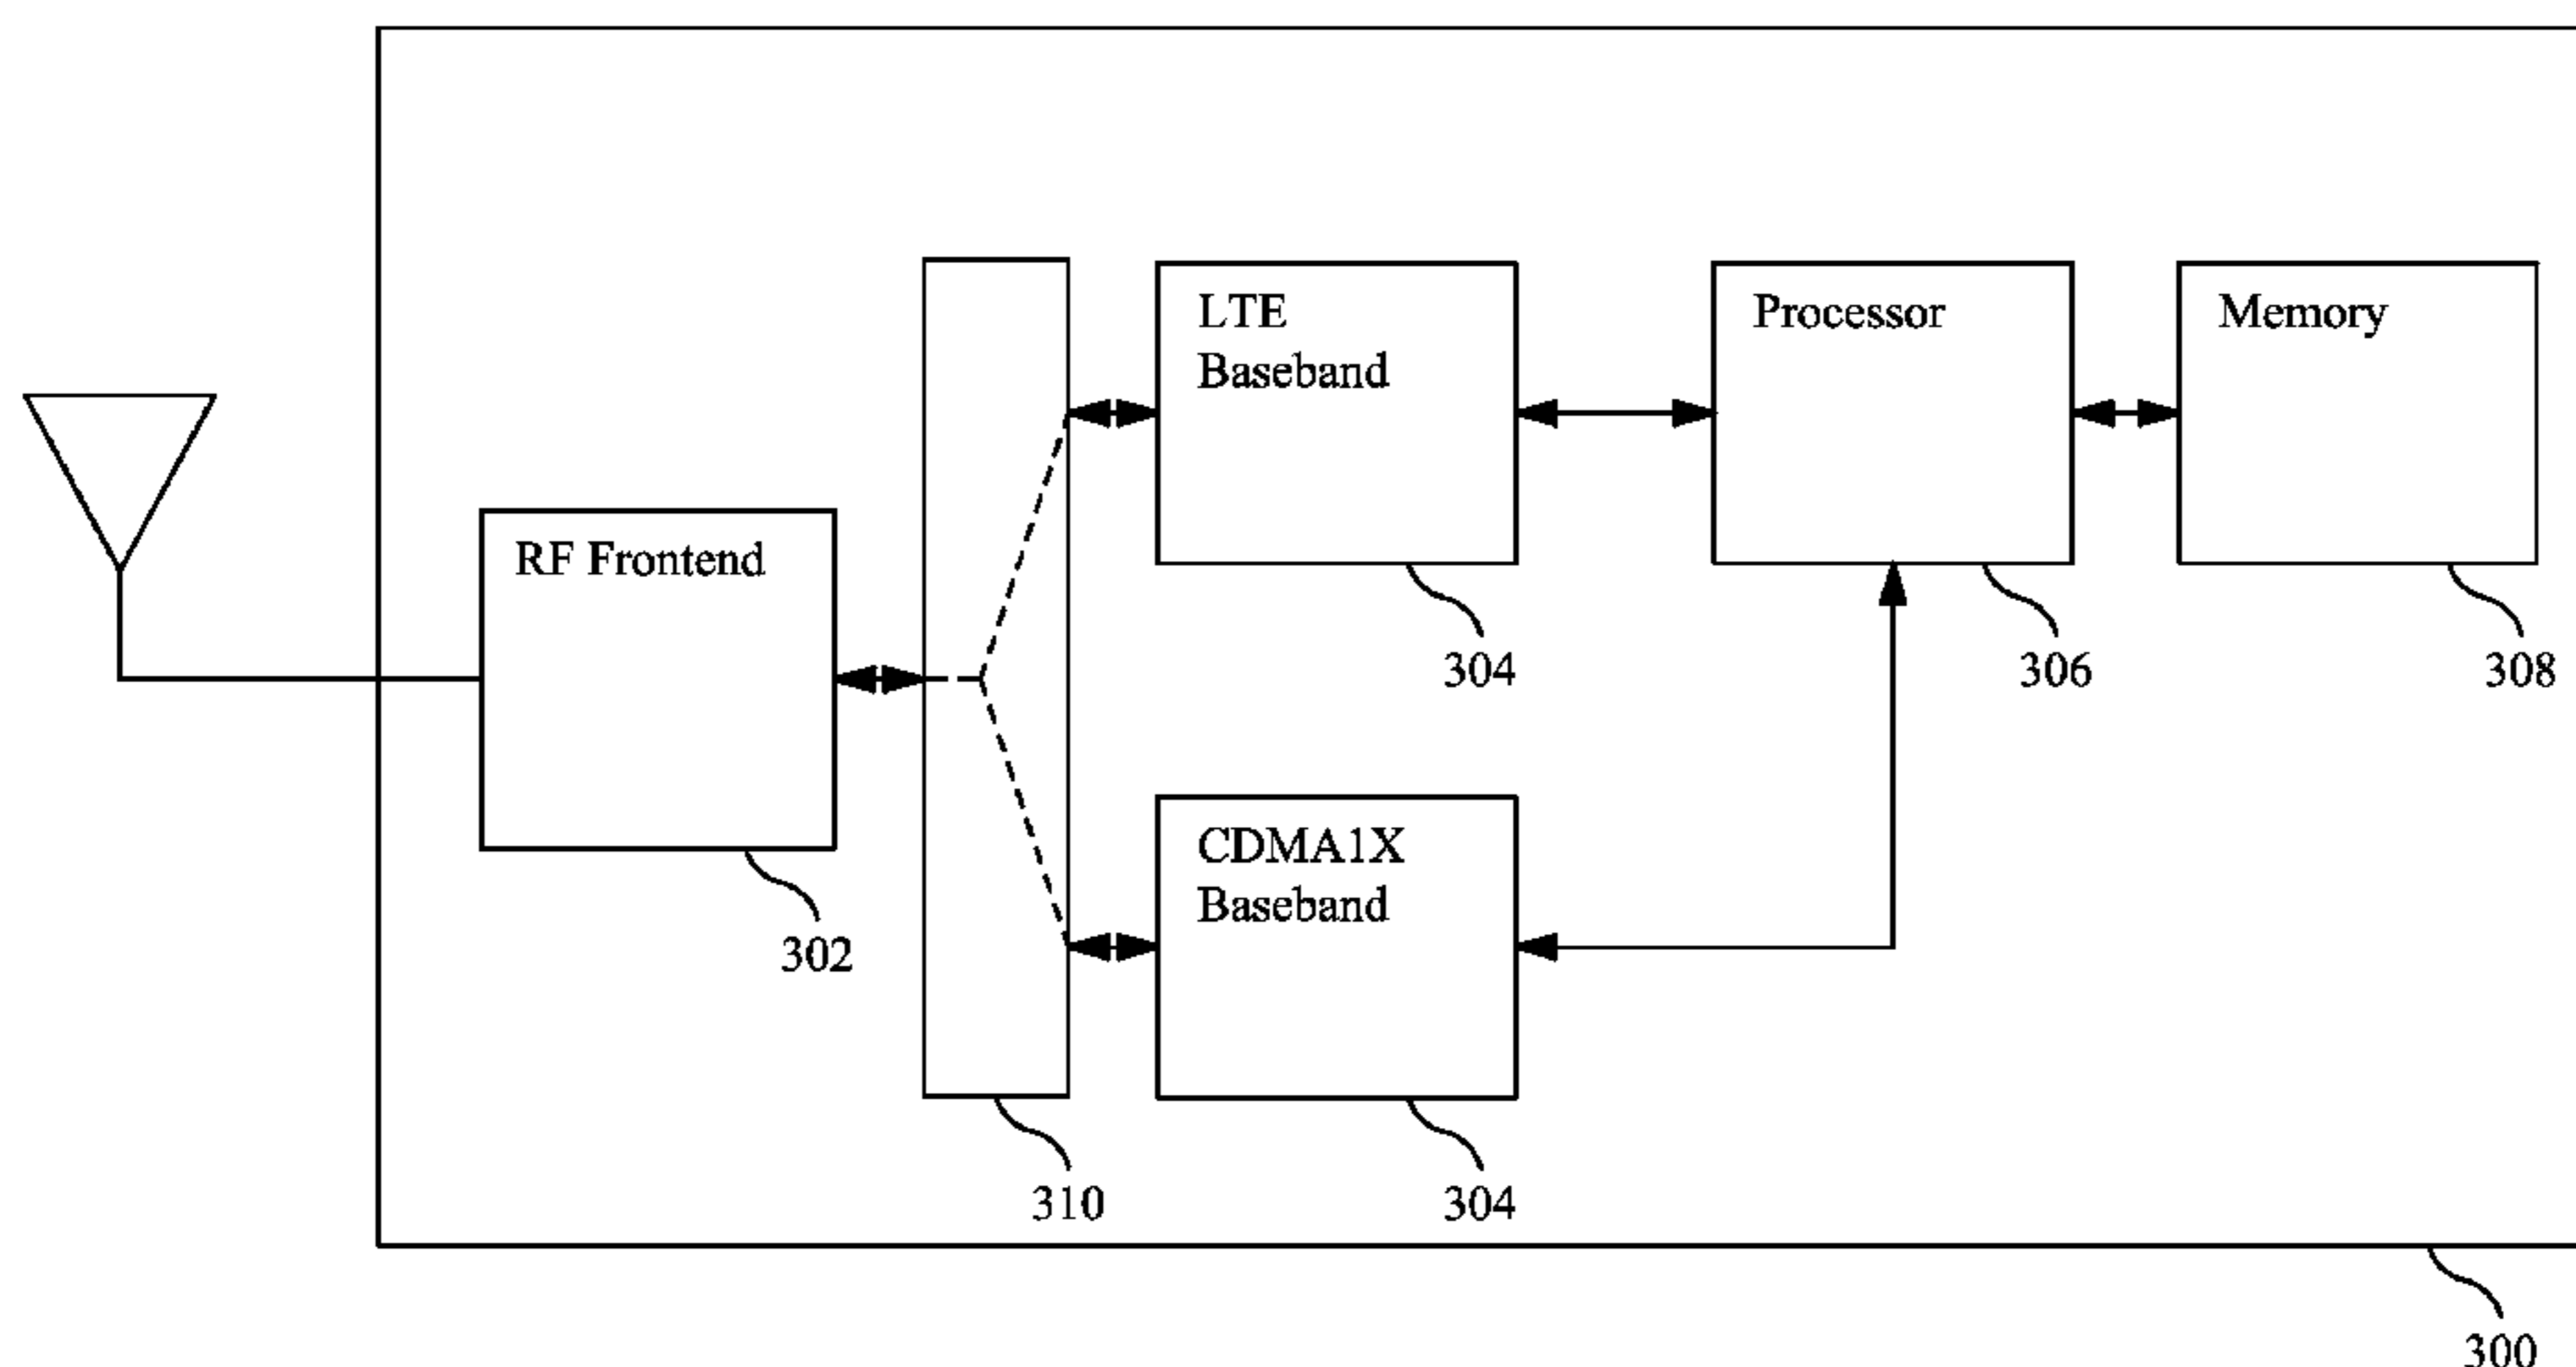 LTE
Baseband
Processor
Memory
RF Frontend
304
306
308
CDMA1X
Baseband
302
310
304
300